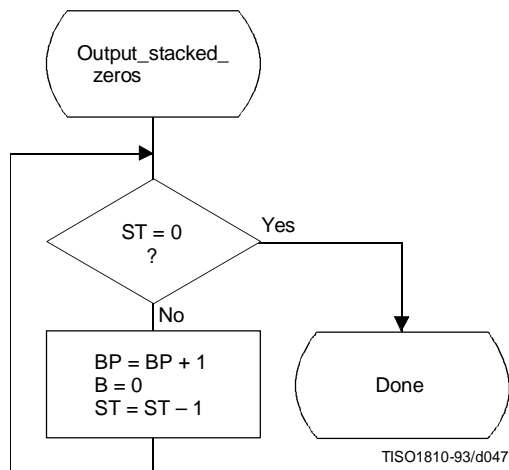 Output_stacked_
zeros
ST = 0
?
Yes
No
BP = BP + 1
B = 0
ST = ST – 1
Done
TISO1810-93/d047